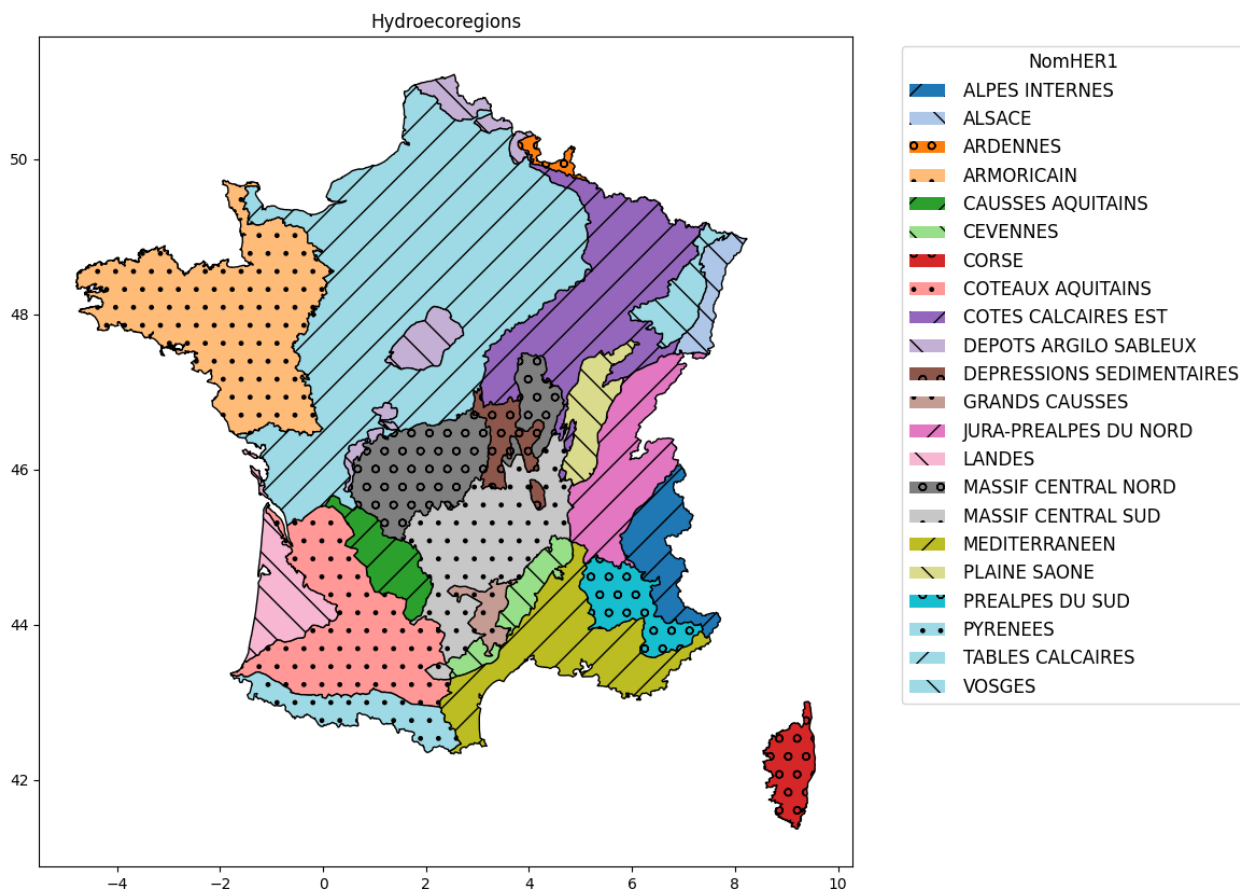 Hydroecoregions
NomHER1
ALPES INTERNES
ALSACE
ARDENNES
ARMORICAIN
CAUSSES AQUITAINS
CEVENNES
CORSE
COTEAUX AQUITAINS
COTES CALCAIRES EST
DEPOTS ARGILO SABLEUX
DEPRESSIONS SEDIMENTAIRES
GRANDS CAUSSES
JURA-PREALPES DU NORD
LANDES
MASSIF CENTRAL NORD
MASSIF CENTRAL SUD
MEDITERRANEEN
PLAINE SAONE
PREALPES DU SUD
PYRENEES
TABLES CALCAIRES
VOSGES
50
48
46
44
42
−4 −2 0 2 4 6 8 10